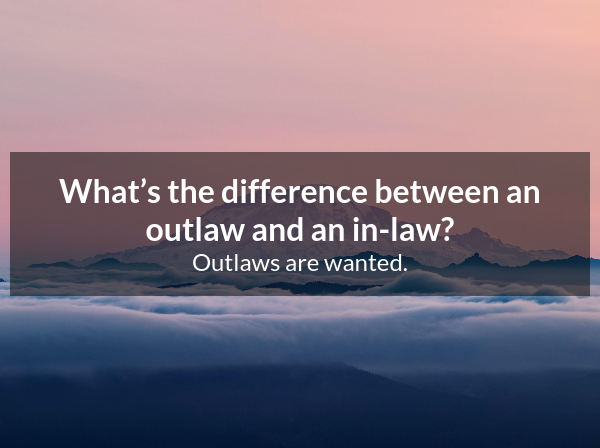 What’s the difference between an
outlaw and an in-law?
Outlaws are wanted.